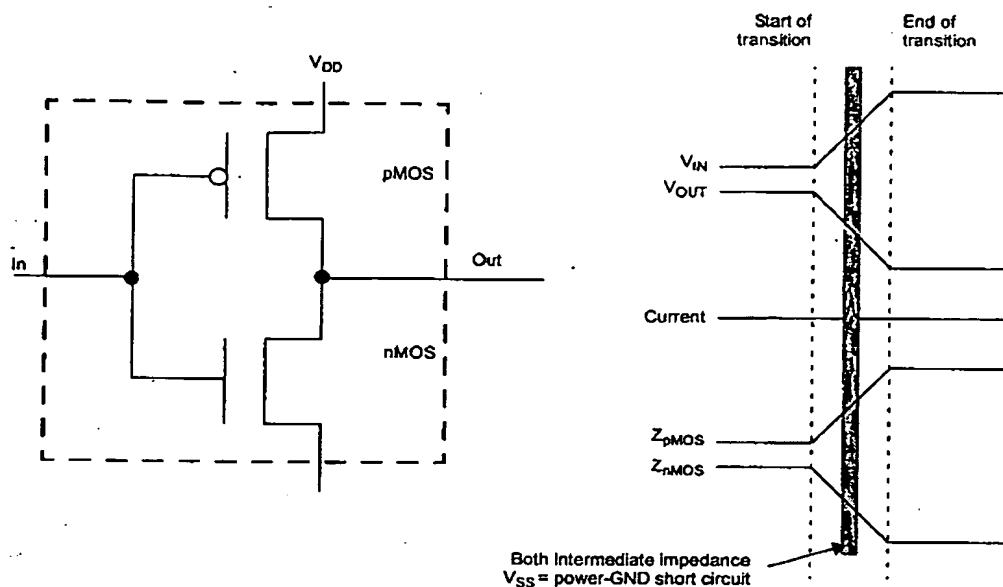 Start of
transition
End of
transition
VDD
pMOS
In
Out
nMOS
VIN
VOUT
Current
ZpMOS
ZnMOS
Both Intermediate impedance
VSS = power-GND short circuit